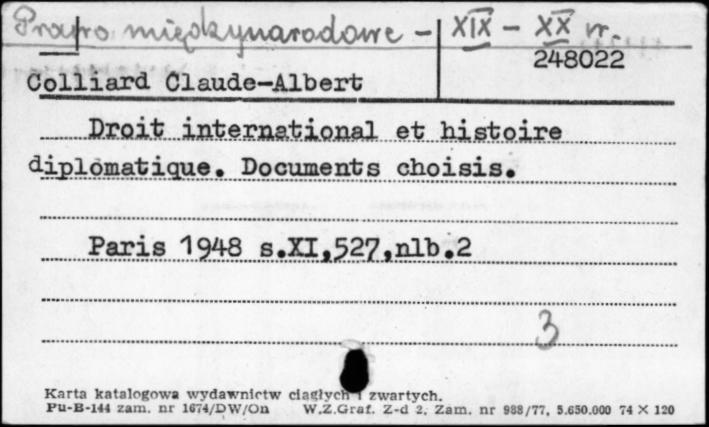 Prawo międzynarodowe - XIX - XX w.
248022
Colliard Claude-Albert
Droit international et histoire
diplomatique. Documents choisis.
Paris 1948 s.XI,527,nlb.2
3
Karta katalogowa wydawnictw ciągłych i zwartych.
Pu-B-144 zam. nr 1674/DW/On W.Z.Graf. Z-d 2. Zam. nr 988/77, 5.650.000 74 X 120